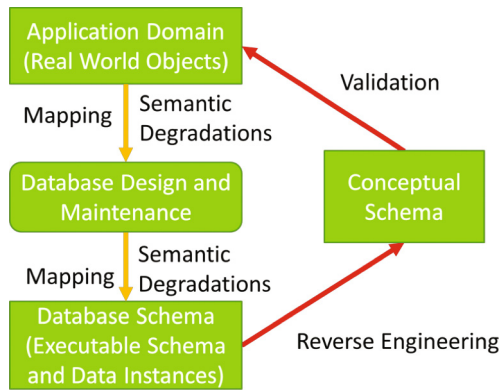 Application Domain
(Real World Objects)
Mapping
Semantic
Degradations
Validation
Database Design and
Maintenance
Conceptual
Schema
Mapping
Semantic
Degradations
Database Schema
(Executable Schema
and Data Instances)
Reverse Engineering